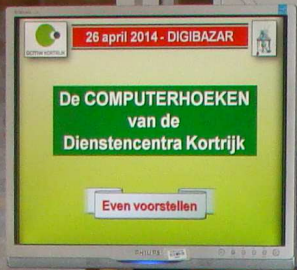 26 april 2014 - DIGIBAZAR
De COMPUTERHOEKEN
van de
Dienstencentra Kortrijk
Even voorstellen
PHILIPS